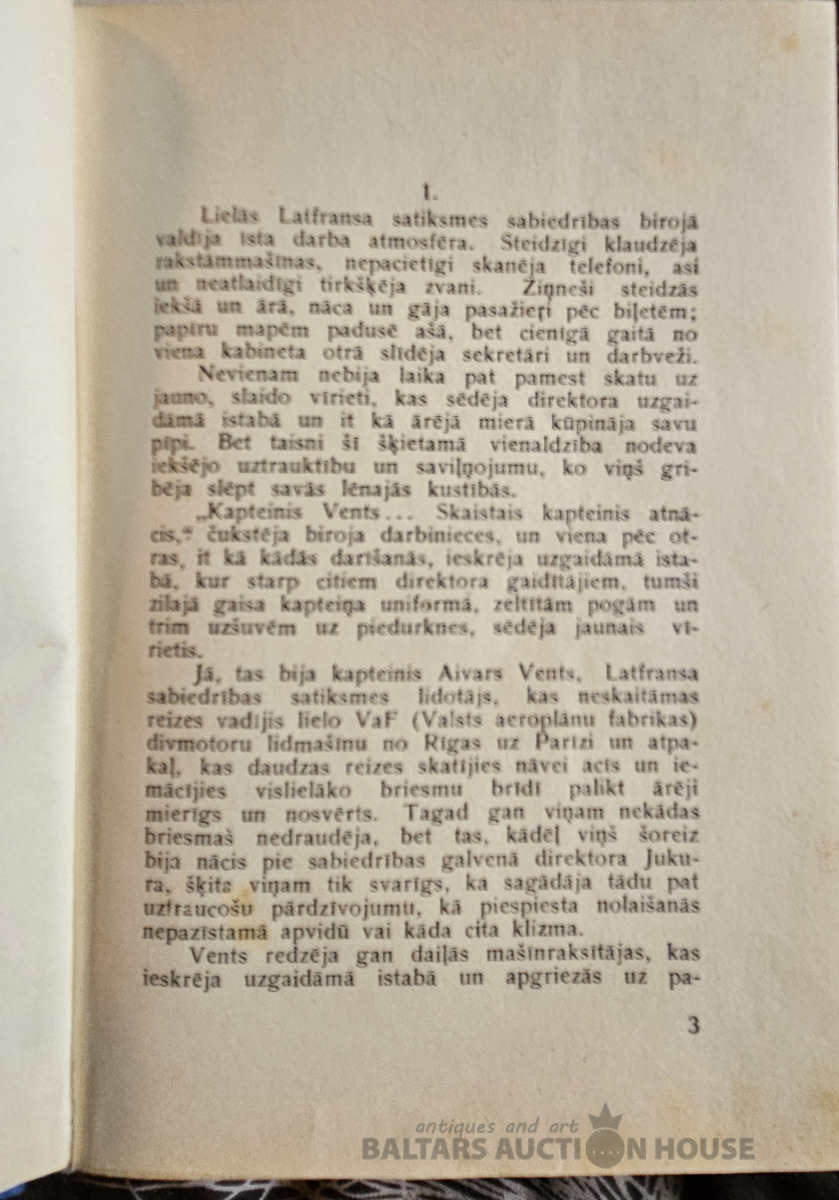 1.
Lielās Latfransa satiksmes sabiedrības birojā
valdīja īsta darba atmosfēra. Steidzīgi klaudzēja
rakstāmmašīnas, nepacietīgi skanēja telefoni, asi
un neatlaidīgi tirkšķēja zvani. Ziņneši steidzās
iekšā un ārā, nāca un gāja pasažieŗi pēc biļetēm;
papīru mapēm padusē ašā, bet cienīgā gaitā no
viena kabineta otrā slīdēja sekretāri un darbveži.
Nevienam nebija laika pat pamest skatu uz
jauno, slaido vīrieti, kas sēdēja direktora uzgai-
dāmā istabā un it kā ārējā mierā kūpināja savu
pīpi. Bet taisni šī šķietamā vienaldzība nodeva
iekšējo uztrauktību un saviļņojumu, ko viņš gri-
bēja slēpt savās lēnajās kustībās.
„Kapteinis Vents... Skaistais kapteinis atnā-
cis,“ čukstēja biroja darbinieces, un viena pēc ot-
ras, it kā kādās darīšanās, ieskrēja uzgaidāmā ista-
bā, kur starp citiem direktora gaidītājiem, tumši
zilajā gaisa kapteiņa uniformā, zeltītām pogām un
trim uzšuvēm uz piedurknes, sēdēja jaunais vī-
rietis.
Jā, tas bija kapteinis Aivars Vents, Latfransa
sabiedrības satiksmes lidotājs, kas neskaitāmas
reizes vadījis lielo VaF (Valsts aeroplānu fabrikas)
divmotoru lidmašīnu no Rīgas uz Parīzi un atpa-
kaļ, kas daudzas reizes skatījies nāvei acīs un ie-
mācījies vislielāko briesmu brīdī palikt ārēji
mierīgs un nosvērts. Tagad gan viņam nekādas
briesmas nedraudēja, bet tas, kādēļ viņš šoreiz
bija nācis pie sabiedrības galvenā direktora Juku-
ra, šķita viņam tik svarīgs, ka sagādāja tādu pat
uztraucošu pārdzīvojumu, kā piespiesta nolaišanās
nepazīstamā apvidū vai kāda cita klizma.
Vents redzēja gan daiļās mašīnraksītājas, kas
ieskrēja uzgaidāmā istabā un apgriezās uz pa-
3
antiques and art
BALTARS AUCTION HOUSE